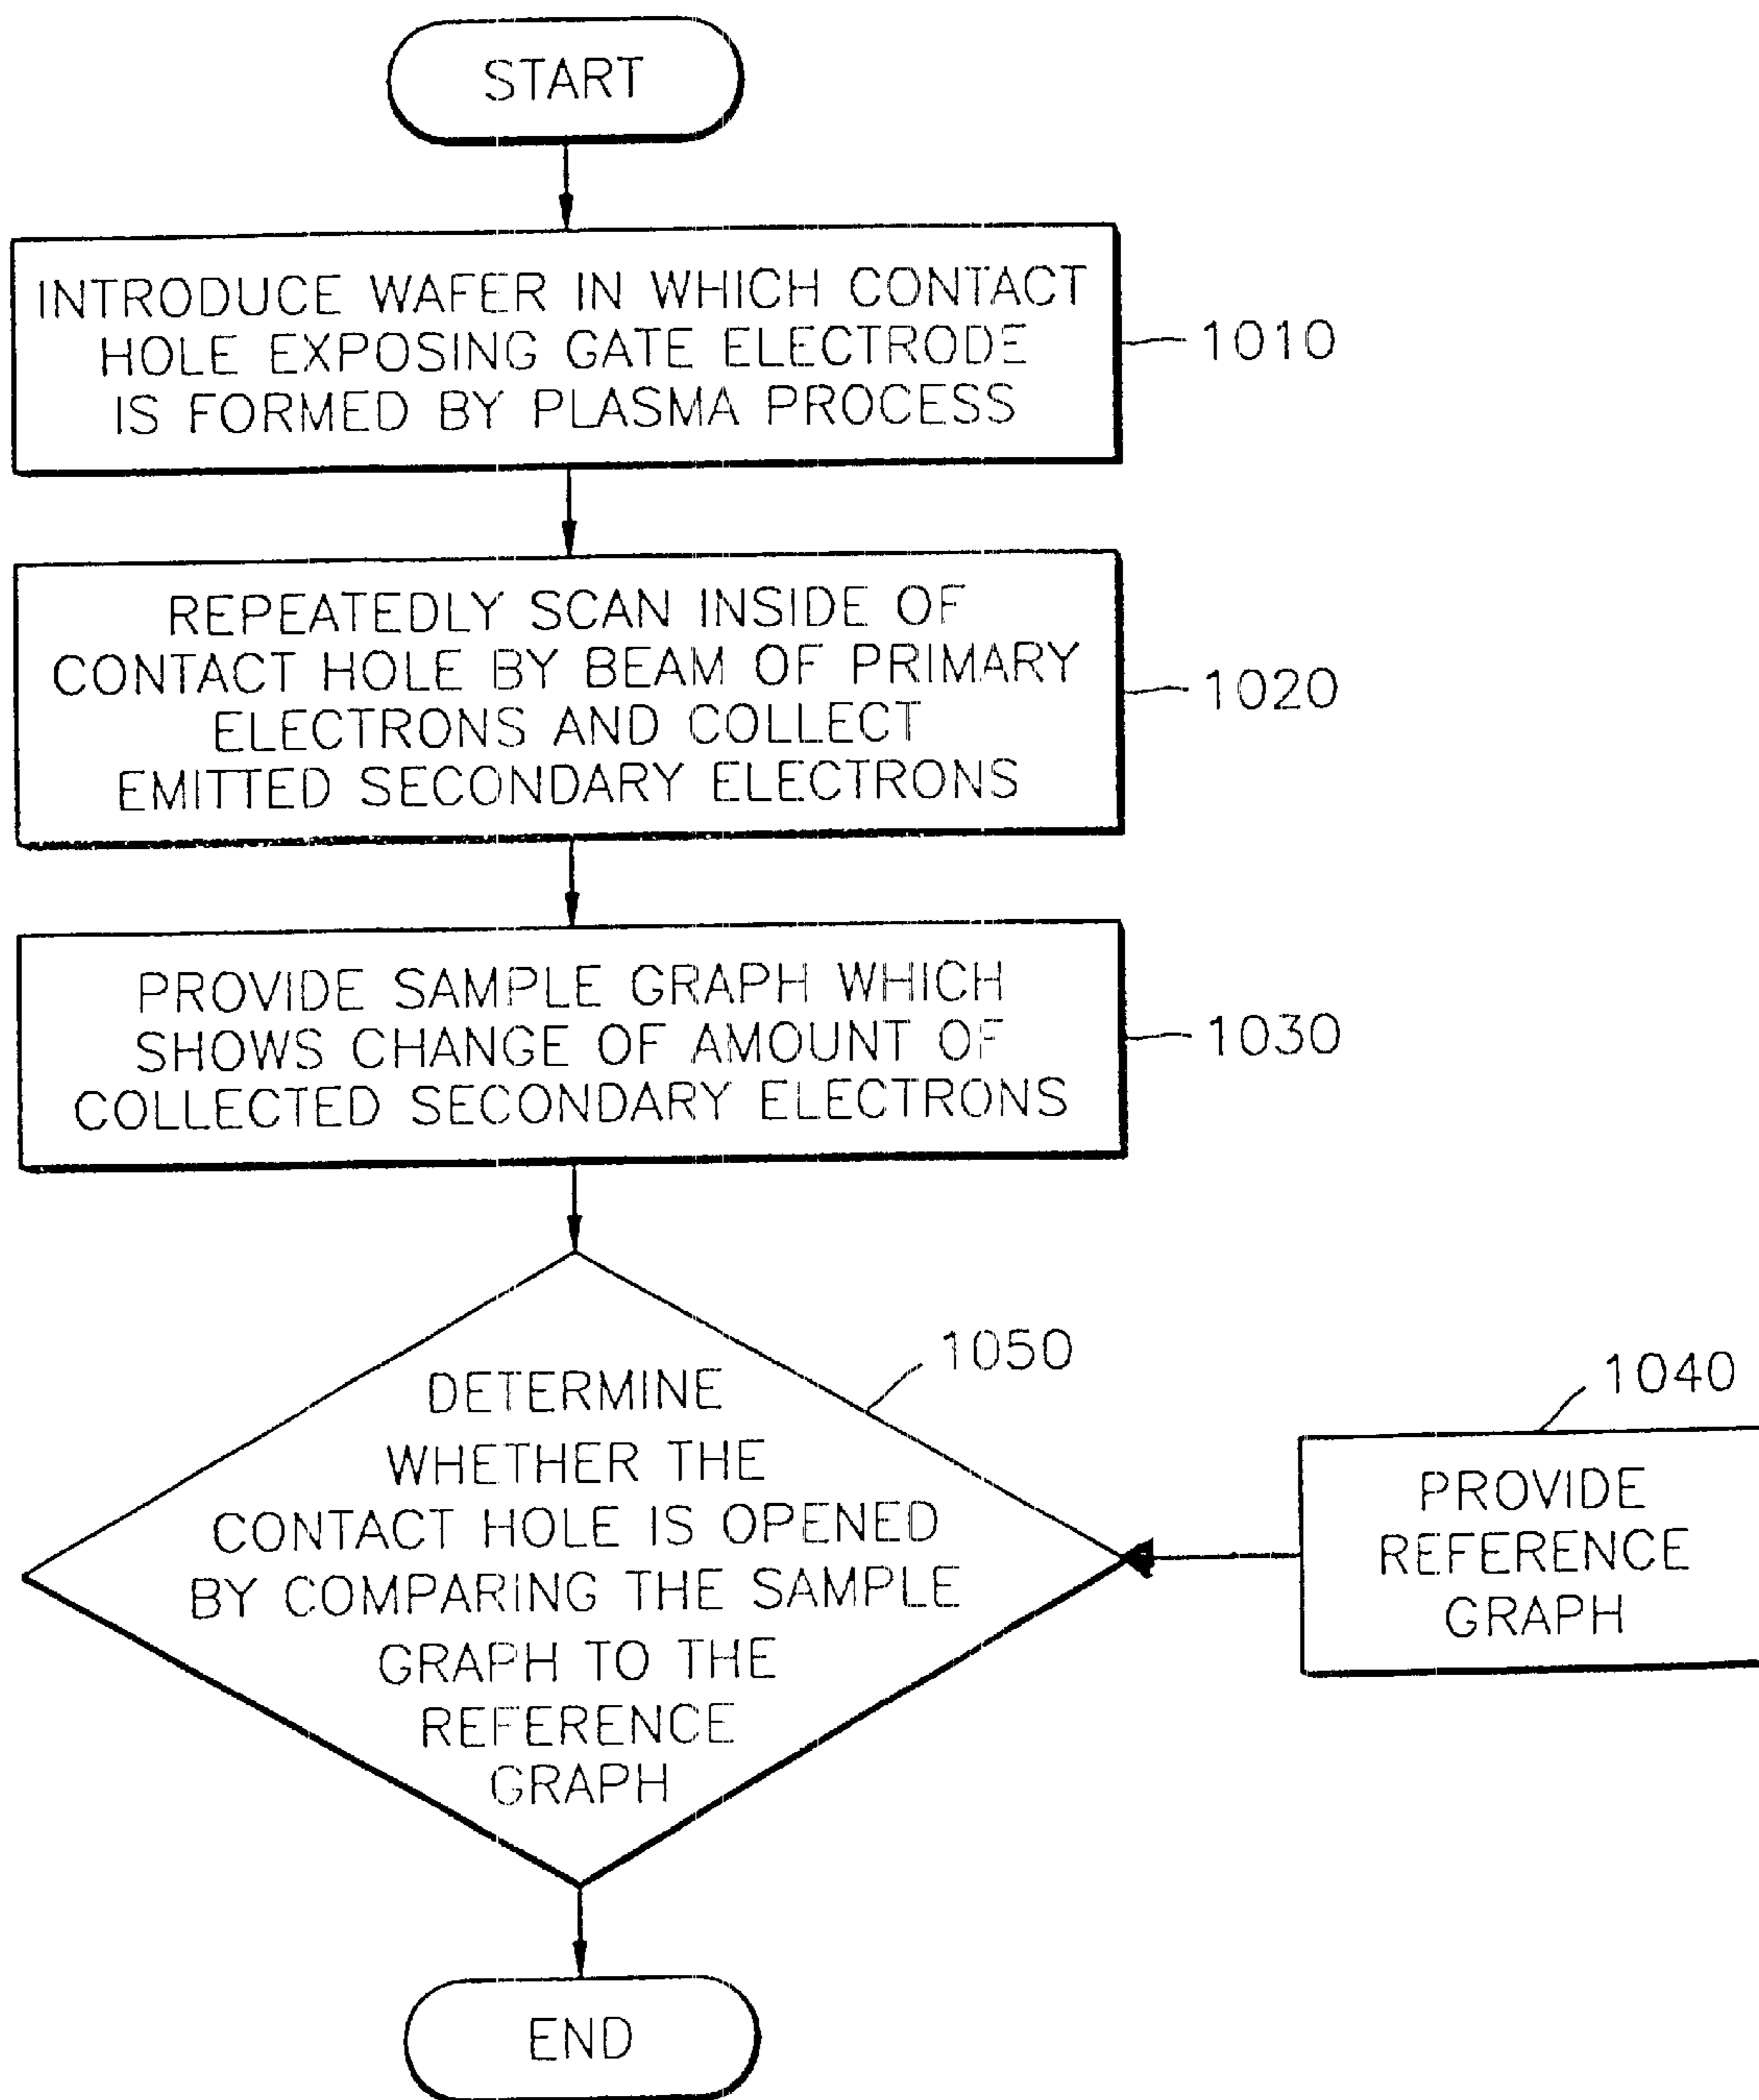 START
INTRODUCE WAFER IN WHICH CONTACT
HOLE EXPOSING GATE ELECTRODE
IS FORMED BY PLASMA PROCESS
1010
REPEATEDLY SCAN INSIDE OF
CONTACT HOLE BY BEAM OF PRIMARY
ELECTRONS AND COLLECT
EMITTED SECONDARY ELECTRONS
1020
PROVIDE SAMPLE GRAPH WHICH
SHOWS CHANGE OF AMOUNT OF
COLLECTED SECONDARY ELECTRONS
1030
DETERMINE
WHETHER THE
CONTACT HOLE IS OPENED
BY COMPARING THE SAMPLE
GRAPH TO THE
REFERENCE
GRAPH
1050
1040
PROVIDE
REFERENCE
GRAPH
END